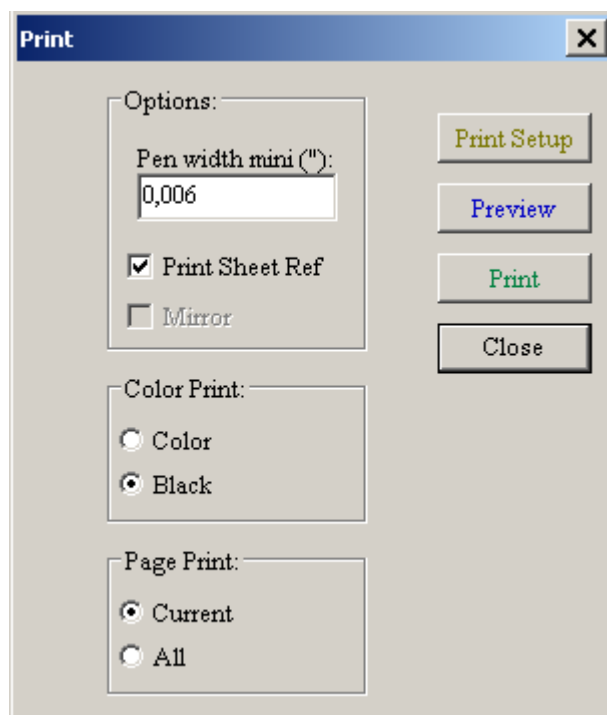 Print
Options:
Pen width mini ("):
0,006
Print Sheet Ref
Mirror
Color Print:
Color
Black
Page Print:
Current
All
Print Setup
Preview
Print
Close